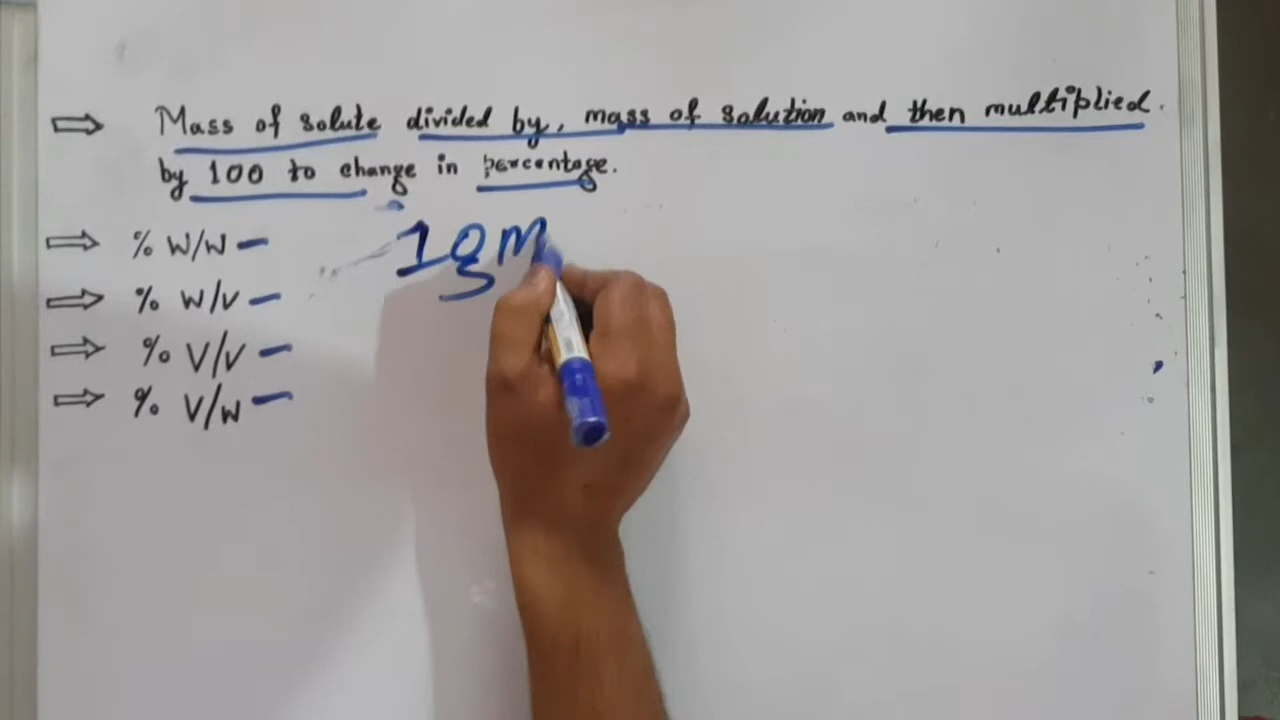 ⇒ Mass of solute divided by, mass of solution and then multiplied.
by 100 to change in percentage.
⇒ % W/W – 1gm
⇒ % W/V –
⇒ % V/V –
⇒ % V/W –